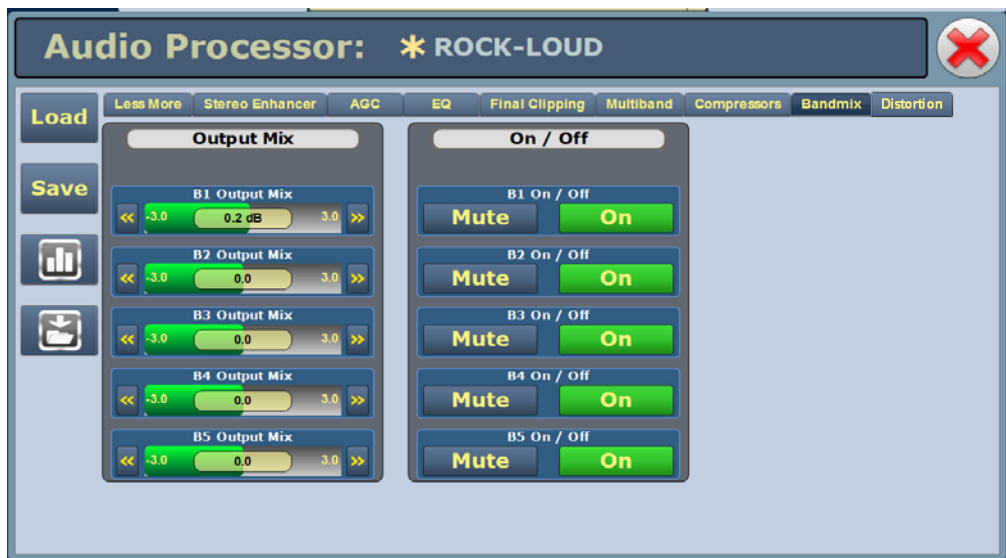 Audio Processor: * ROCK-LOUD
Load
Save
Less More Stereo Enhancer AGC EQ Final Clipping Multiband Compressors Bandmix Distortion
Output Mix
B1 Output Mix
<< -3.0 0.2 dB 3.0 >>
B2 Output Mix
<< -3.0 0.0 3.0 >>
B3 Output Mix
<< -3.0 0.0 3.0 >>
B4 Output Mix
<< -3.0 0.0 3.0 >>
B5 Output Mix
<< -3.0 0.0 3.0 >>
On / Off
B1 On / Off
Mute On
B2 On / Off
Mute On
B3 On / Off
Mute On
B4 On / Off
Mute On
B5 On / Off
Mute On